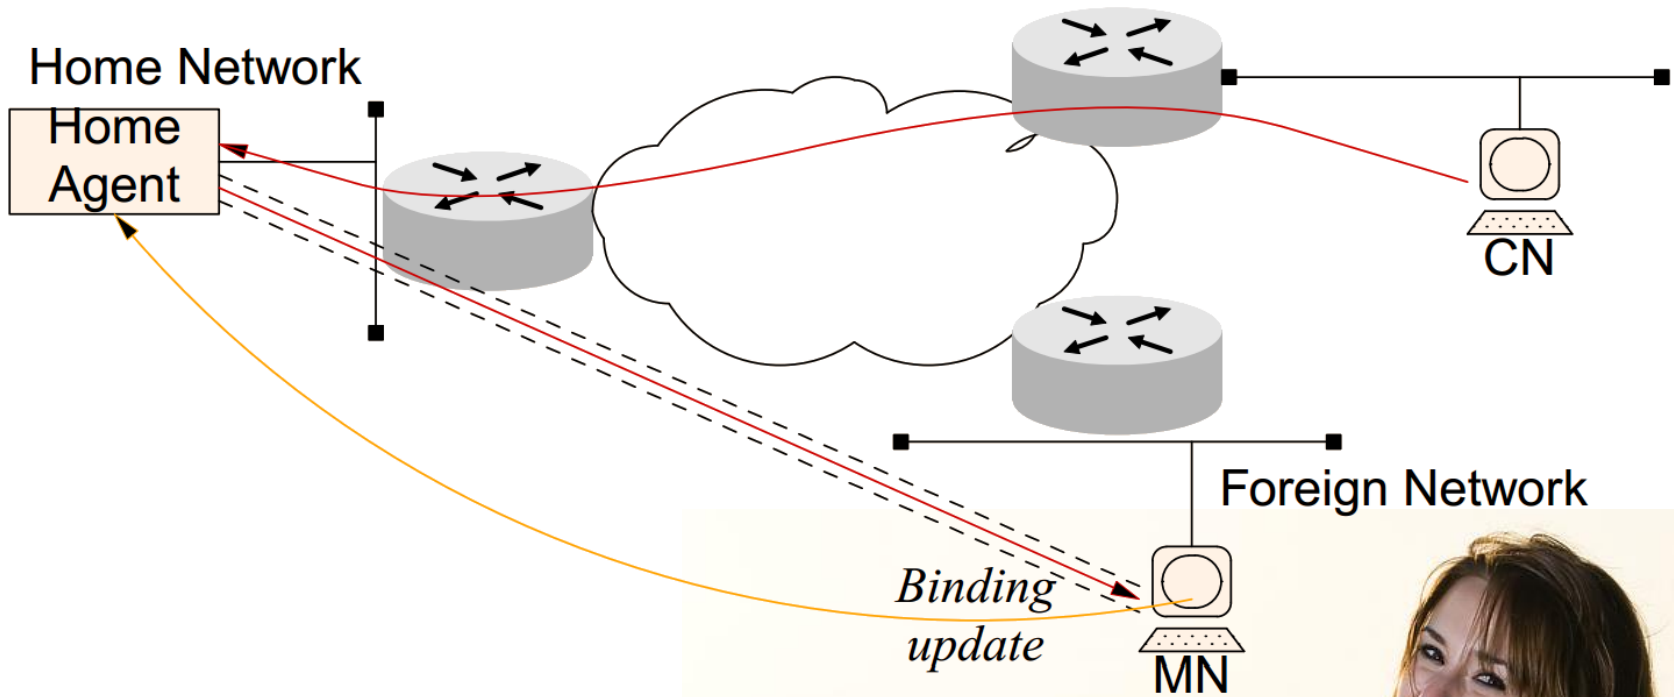 Home Network
Home
Agent
CN
Foreign Network
Binding
update
MN